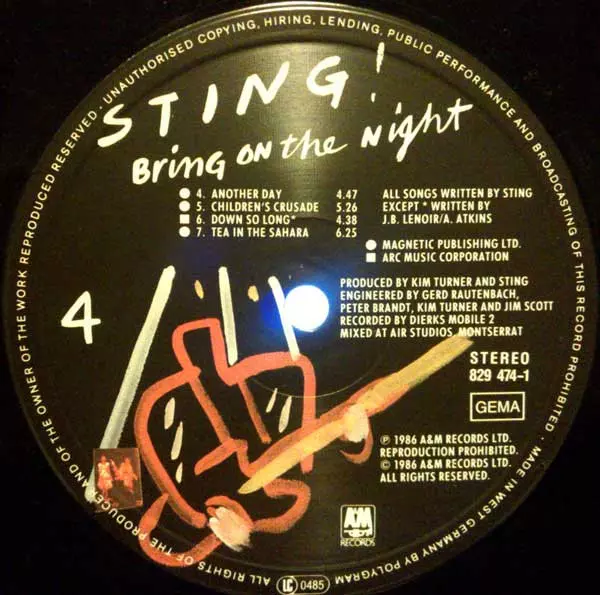 UNAUTHORISED COPYING, HIRING, LENDING, PUBLIC PERFORMANCE AND BROADCASTING OF THIS RECORD PROHIBITED. · MADE IN WEST GERMANY BY POLYGRAM
ALL RIGHTS OF THE PRODUCER AND OF THE OWNER OF THE WORK REPRODUCED RESERVED ·
STING!
Bring ON the Night
4. ANOTHER DAY 4.47
5. CHILDREN'S CRUSADE 5.26
6. DOWN SO LONG* 4.38
7. TEA IN THE SAHARA 6.25
ALL SONGS WRITTEN BY STING
EXCEPT * WRITTEN BY
J.B. LENOIR/A. ATKINS
MAGNETIC PUBLISHING LTD.
ARC MUSIC CORPORATION
4
PRODUCED BY KIM TURNER AND STING
ENGINEERED BY GERD RAUTENBACH,
PETER BRANDT, KIM TURNER AND JIM SCOTT
RECORDED BY DIERKS MOBILE 2
MIXED AT AIR STUDIOS, MONTSERRAT
STEREO
829 474-1
GEMA
℗ 1986 A&M RECORDS LTD.
REPRODUCTION PROHIBITED.
© 1986 A&M RECORDS LTD.
ALL RIGHTS RESERVED.
A&M
RECORDS
LC 0485